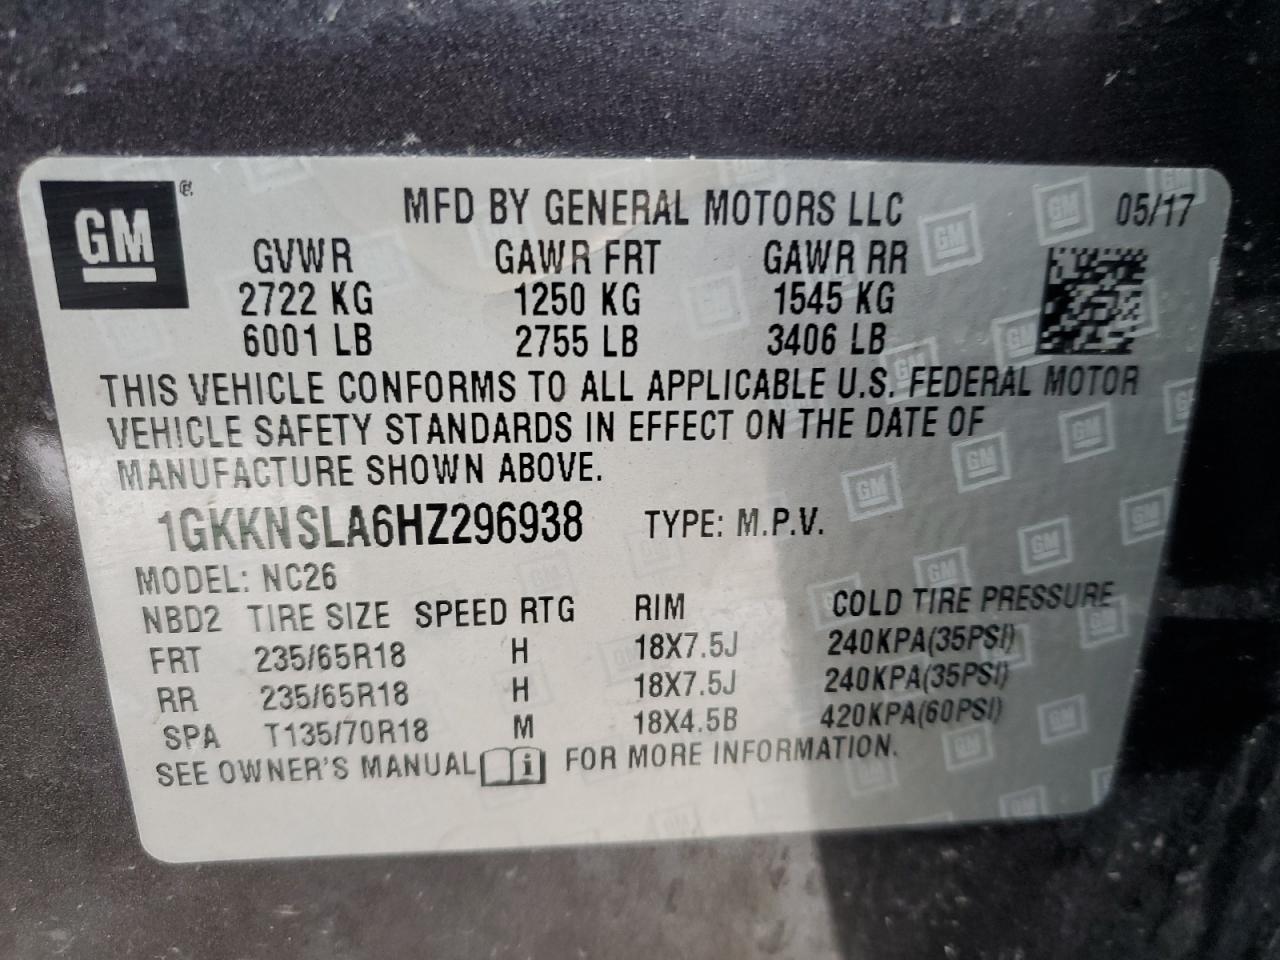 GM
MFD BY GENERAL MOTORS LLC 05/17
GVWR GAWR FRT GAWR RR
2722 KG 1250 KG 1545 KG
6001 LB 2755 LB 3406 LB
THIS VEHICLE CONFORMS TO ALL APPLICABLE U.S. FEDERAL MOTOR
VEHICLE SAFETY STANDARDS IN EFFECT ON THE DATE OF
MANUFACTURE SHOWN ABOVE.
1GKKNSLA6HZ296938 TYPE: M.P.V.
MODEL: NC26
NBD2 TIRE SIZE SPEED RTG RIM COLD TIRE PRESSURE
FRT 235/65R18 H 18X7.5J 240KPA(35PSI)
RR 235/65R18 H 18X7.5J 240KPA(35PSI)
SPA T135/70R18 M 18X4.5B 420KPA(60PSI)
SEE OWNER'S MANUAL i FOR MORE INFORMATION.